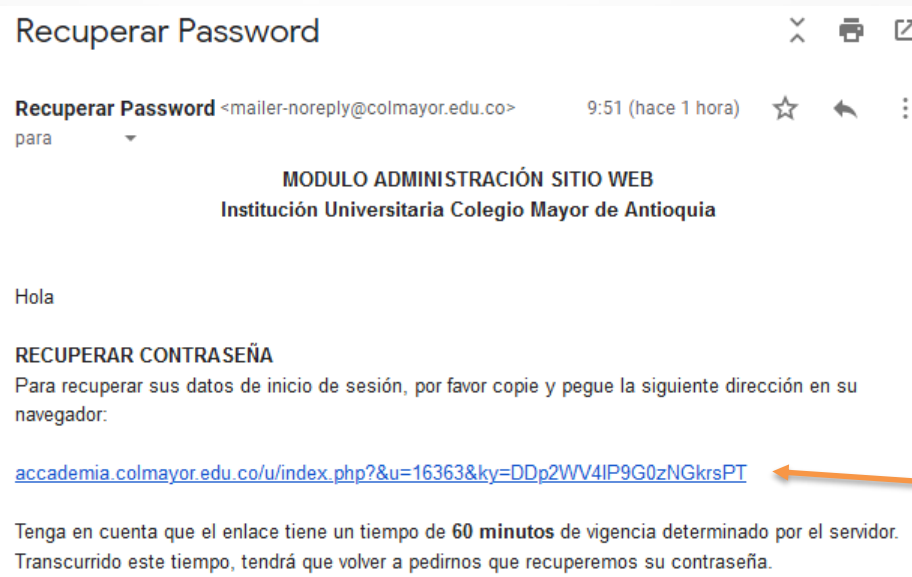 Recuperar Password
Recuperar Password <mailer-noreply@colmayor.edu.co> 9:51 (hace 1 hora)
para
MODULO ADMINISTRACIÓN SITIO WEB
Institución Universitaria Colegio Mayor de Antioquia
Hola
RECUPERAR CONTRASEÑA
Para recuperar sus datos de inicio de sesión, por favor copie y pegue la siguiente dirección en su
navegador:
accademia.colmayor.edu.co/u/index.php?&u=16363&ky=DDp2WV4IP9G0zNGkrsPT
Tenga en cuenta que el enlace tiene un tiempo de 60 minutos de vigencia determinado por el servidor.
Transcurrido este tiempo, tendrá que volver a pedirnos que recuperemos su contraseña.